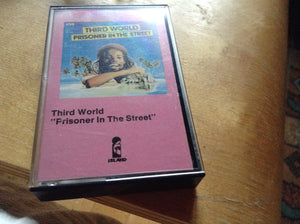 THIRD WORLD
PRISONER IN THE STREET
Third World
"Prisoner In The Street"
ISLAND